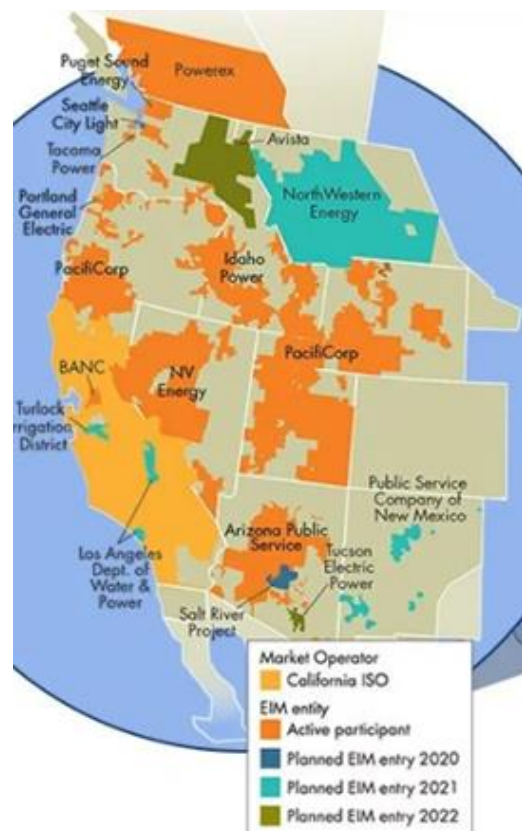 Puget Sound
Energy
Powerex
Seattle
City Light
Tacoma
Power
Avista
NorthWestern
Energy
Portland
General
Electric
PacifiCorp
Idaho
Power
PacifiCorp
BANC
NV
Energy
Turlock
Irrigation
District
Public Service
Company of
New Mexico
Arizona Public
Service
Tucson
Electric
Power
Los Angeles
Dept. of
Water &
Power
Salt River
Project
Market Operator
California ISO
EIM entity
Active participant
Planned EIM entry 2020
Planned EIM entry 2021
Planned EIM entry 2022